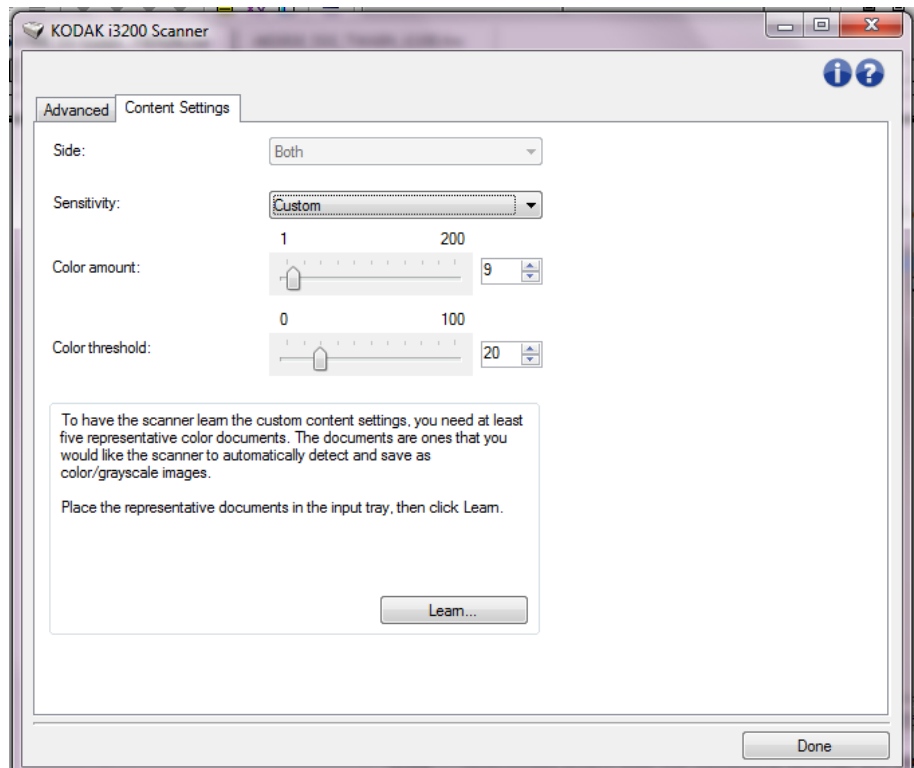 KODAK i3200 Scanner
Advanced
Content Settings
Side:
Both
Sensitivity:
Custom
1 200
Color amount:
9
0 100
Color threshold:
20
To have the scanner learn the custom content settings, you need at least
five representative color documents. The documents are ones that you
would like the scanner to automatically detect and save as
color/grayscale images.
Place the representative documents in the input tray, then click Learn.
Learn...
Done